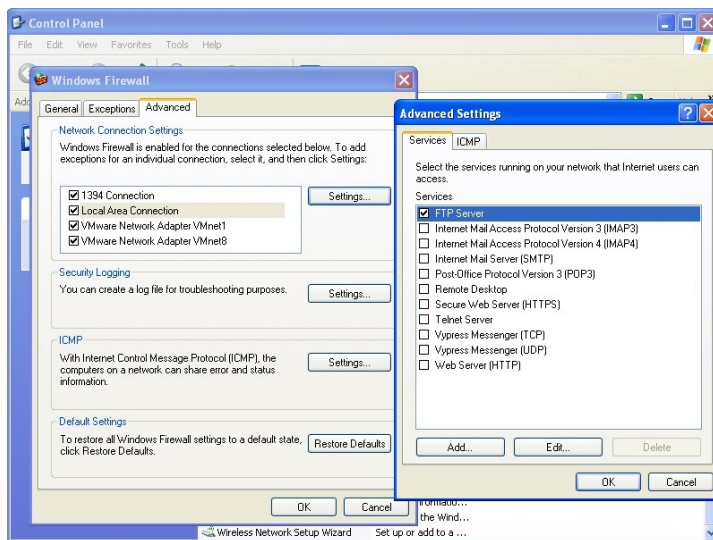 Control Panel
File Edit View Favorites Tools Help
Windows Firewall
General Exceptions Advanced
Network Connection Settings
Windows Firewall is enabled for the connections selected
below. To add
exceptions for an individual connection, select it, and then click Settings:
1394 Connection
Local Area Connection
VMware Network Adapter VMnet1
VMware Network Adapter VMnet8
Settings...
Security Logging
You can create a log file for troubleshooting purposes.
Settings...
ICMP
With Internet Control Message Protocol (ICMP), the
computers on a network can share error and status
information.
Settings...
Default Settings
To restore all Windows Firewall settings to a default state,
click Restore Defaults.
Restore Defaults
OK Cancel
Advanced Settings
Services ICMP
Select the services running on your network that Internet users can
access.
Services
FTP Server
Internet Mail Access Protocol Version 3 (IMAP3)
Internet Mail Access Protocol Version 4 (IMAP4)
Internet Mail Server (SMTP)
Post-Office Protocol Version 3 (POP3)
Remote Desktop
Secure Web Server (HTTPS)
Telnet Server
Vypress Messenger (TCP)
Vypress Messenger (UDP)
Web Server (HTTP)
Add... Edit... Delete
OK Cancel
the Wind...
Wireless Network Setup Wizard Set up or add to a ...